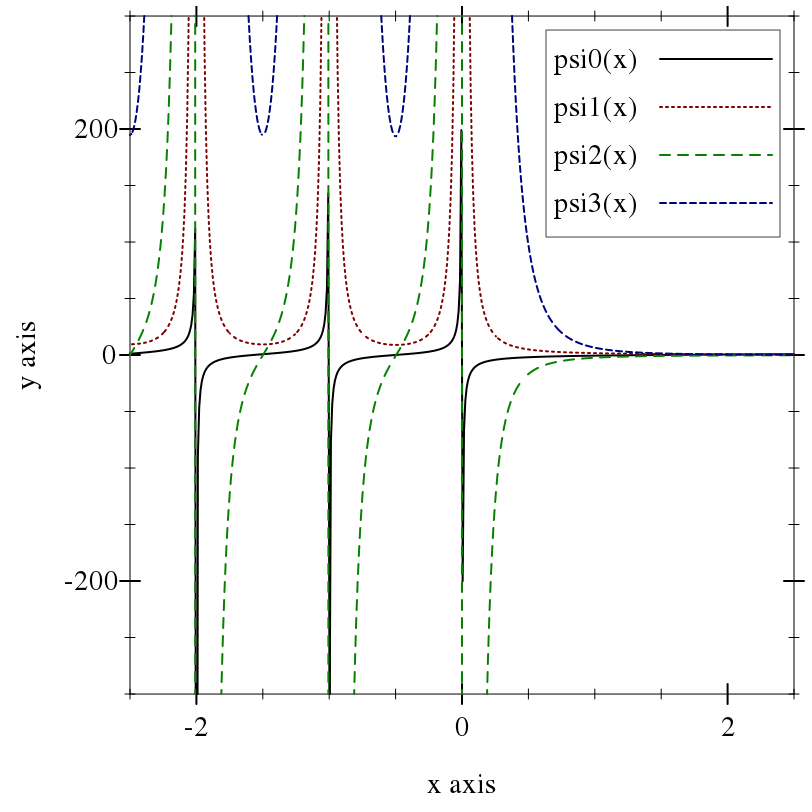 psi0(x)
psi1(x)
psi2(x)
psi3(x)
200
0
-200
y axis
-2
0
2
x axis